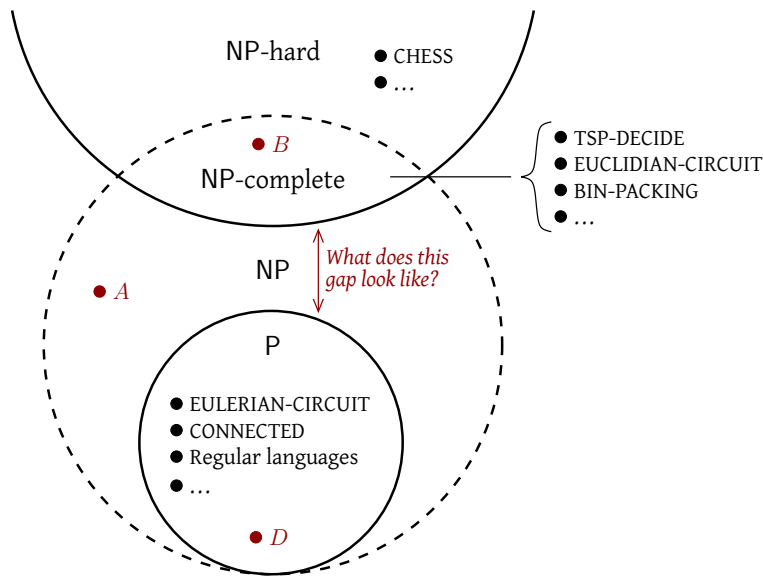 NP-hard
CHESS
...
B
NP-complete
TSP-DECIDE
EUCLIDIAN-CIRCUIT
BIN-PACKING
...
What does this
gap look like?
NP
A
P
EULERIAN-CIRCUIT
CONNECTED
Regular languages
...
D